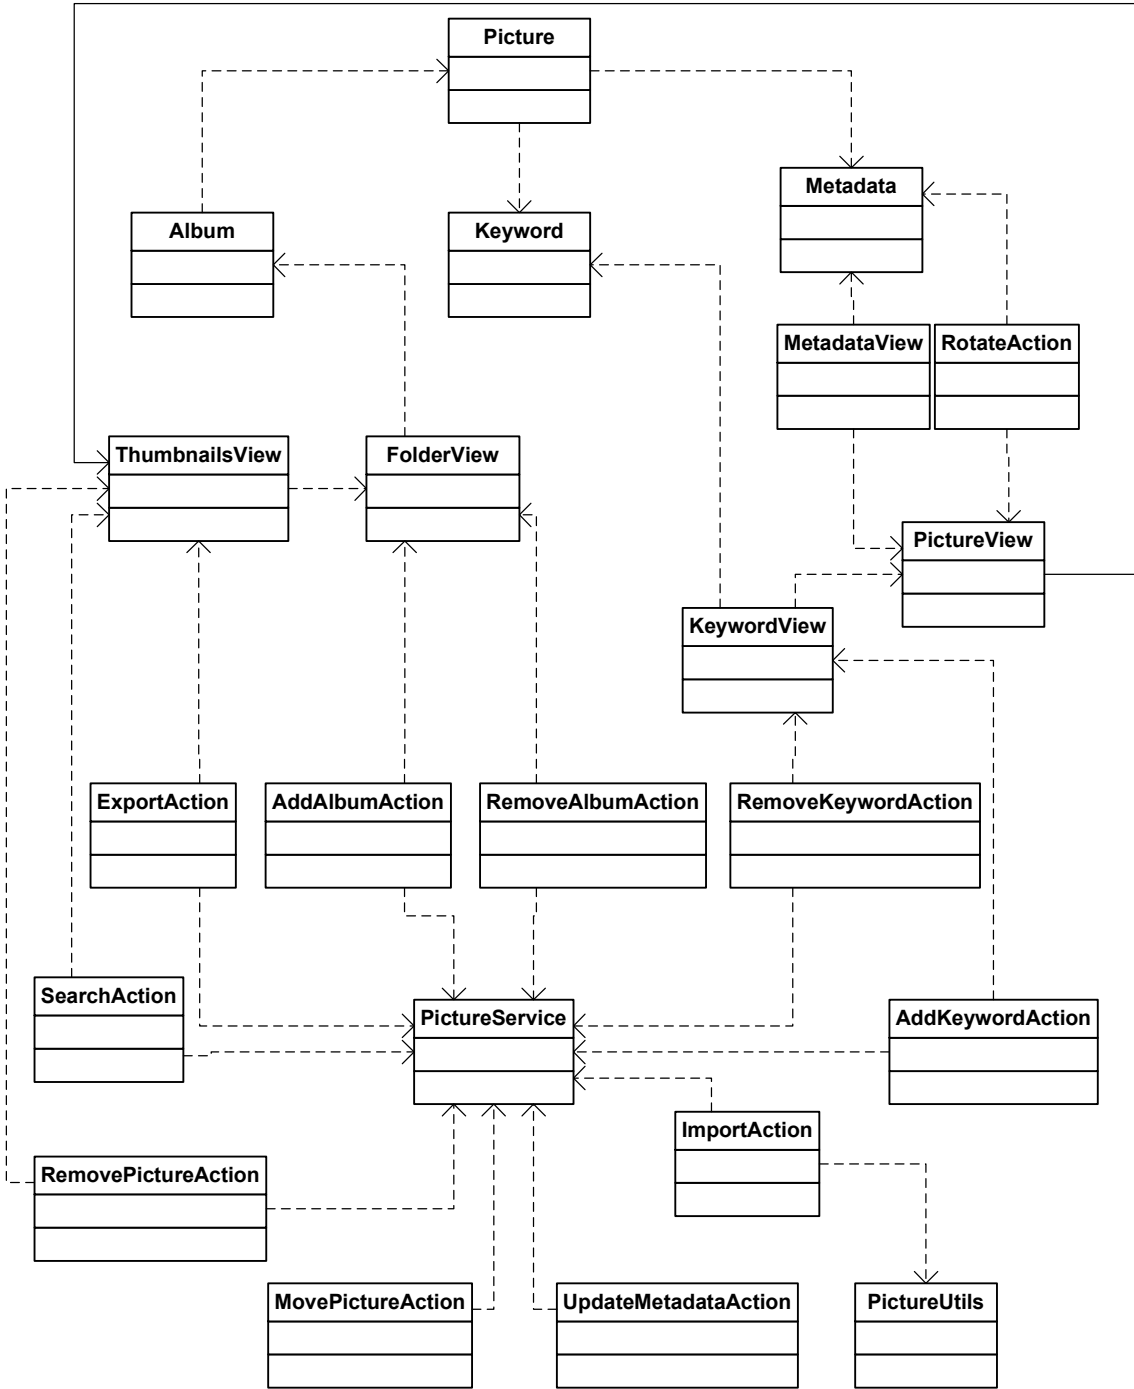 Picture
Metadata
Album
Keyword
MetadataView
RotateAction
ThumbnailsView
FolderView
PictureView
KeywordView
ExportAction
AddAlbumAction
RemoveAlbumAction
RemoveKeywordAction
SearchAction
PictureService
AddKeywordAction
ImportAction
RemovePictureAction
MovePictureAction
UpdateMetadataAction
PictureUtils